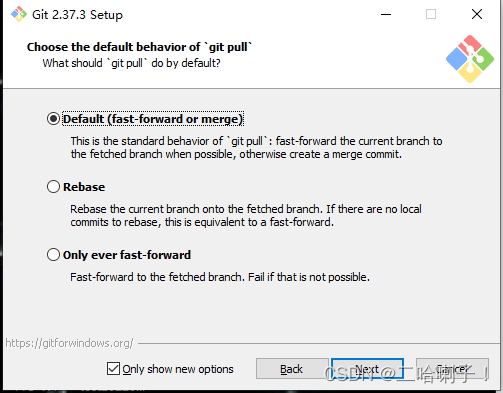 Git 2.37.3 Setup
Choose the default behavior of `git pull`
What should `git pull` do by default?
Default (fast-forward or merge)
This is the standard behavior of `git pull`: fast-forward the current branch to
the fetched branch when possible, otherwise create a merge commit.
Rebase
Rebase the current branch onto the fetched branch. If there are no local
commits to rebase, this is equivalent to a fast-forward.
Only ever fast-forward
Fast-forward to the fetched branch. Fail if that is not possible.
https://gitforwindows.org/
Only show new options
Back
Next
Cancel
CSDN @二哈喇子！